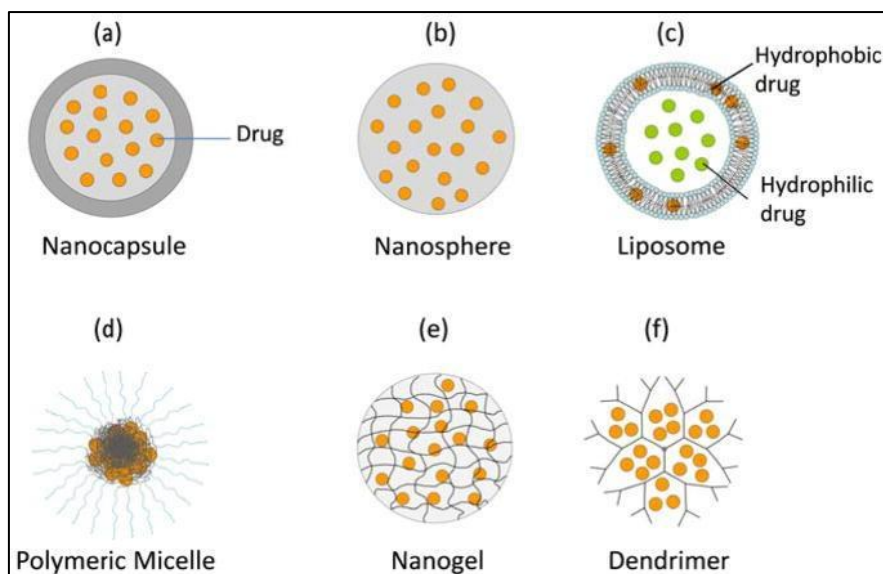 (a)
(b)
(c)
Hydrophobic
drug
Drug
Hydrophilic
drug
Nanocapsule
Nanosphere
Liposome
(d)
(e)
(f)
Polymeric Micelle
Nanogel
Dendrimer